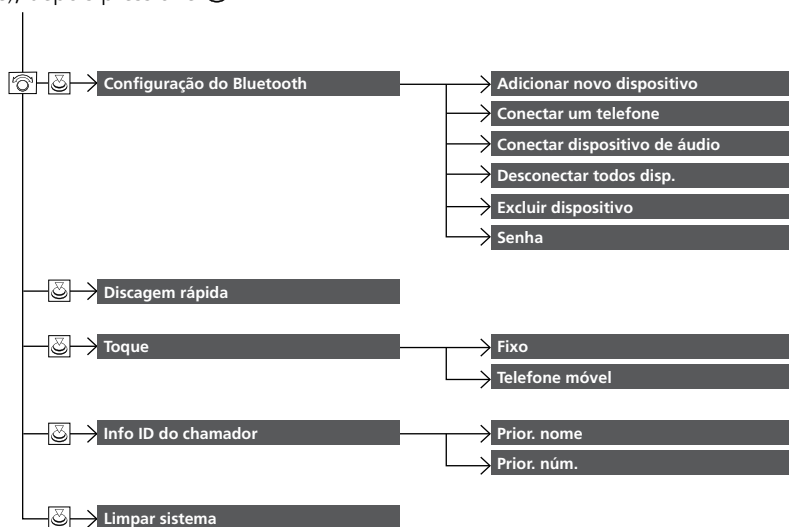 Configuração do Bluetooth
Adicionar novo dispositivo
Conectar um telefone
Conectar dispositivo de áudio
Desconectar todos disp.
Excluir dispositivo
Senha
Discagem rápida
Toque
Fixo
Telefone móvel
Info ID do chamador
Prior. nome
Prior. núm.
Limpar sistema